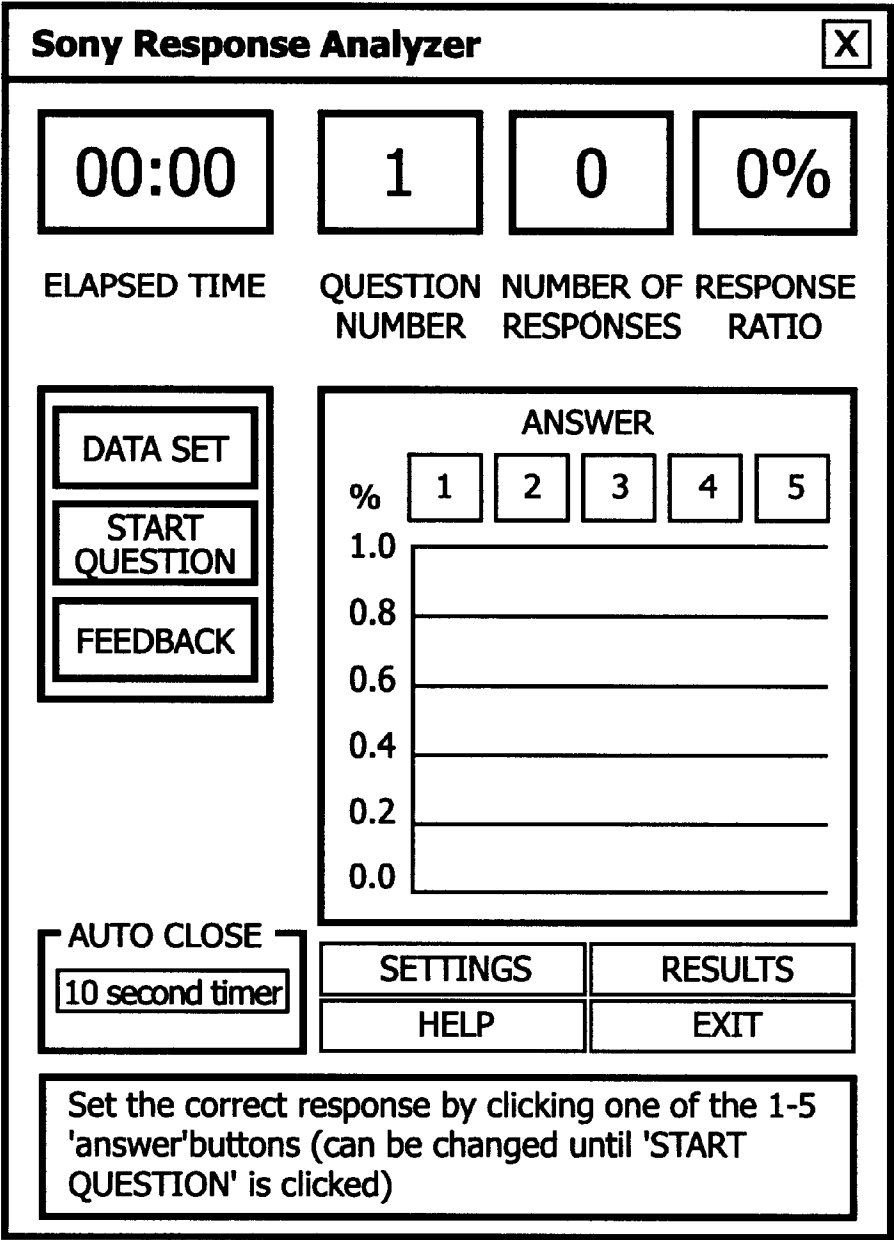 Sony Response Analyzer X
00:00 1 0 0%
ELAPSED TIME
QUESTION
NUMBER
NUMBER OF
RESPONSES
RESPONSE
RATIO
DATA SET
START
QUESTION
FEEDBACK
ANSWER
% 1 2 3 4 5
1.0
0.8
0.6
0.4
0.2
0.0
AUTO CLOSE
10 second timer
SETTINGS RESULTS
HELP EXIT
Set the correct response by clicking one of the 1-5
'answer'buttons (can be changed until 'START
QUESTION' is clicked)